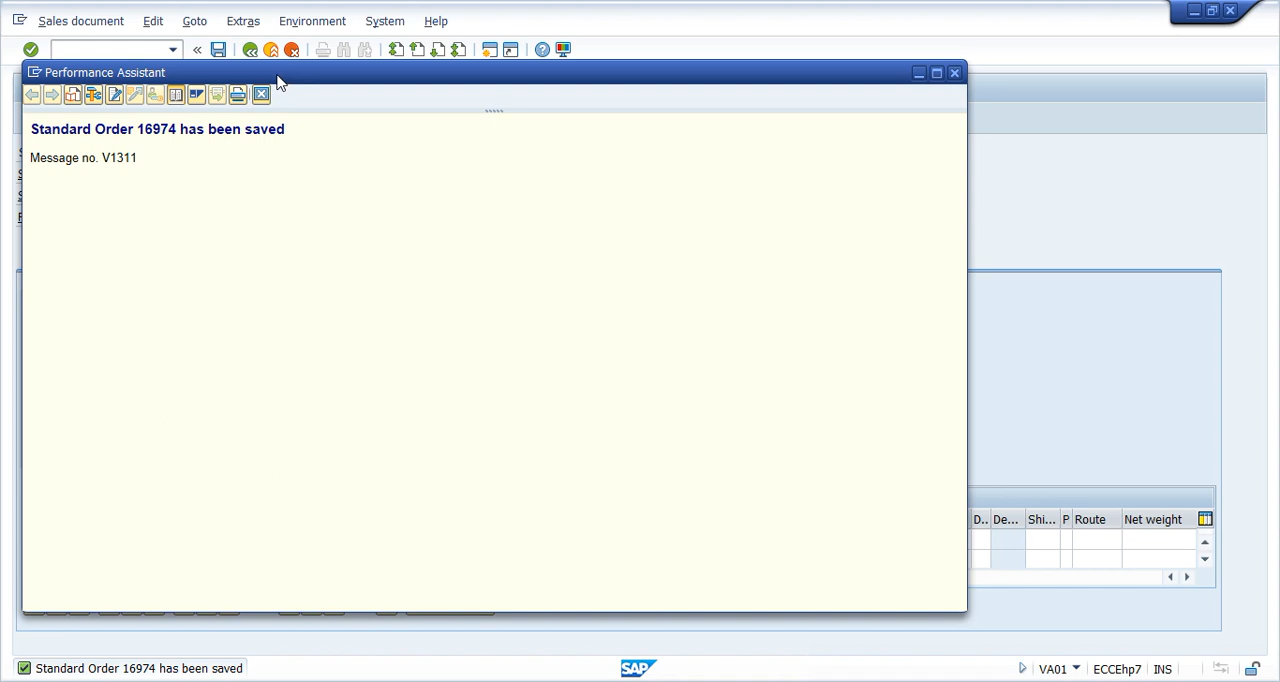 Sales document Edit Goto Extras Environment System Help
Performance Assistant
Standard Order 16974 has been saved
Message no. V1311
D.. De... Shi... P Route Net weight
Standard Order 16974 has been saved
SAP
VA01 ECCEhp7 INS